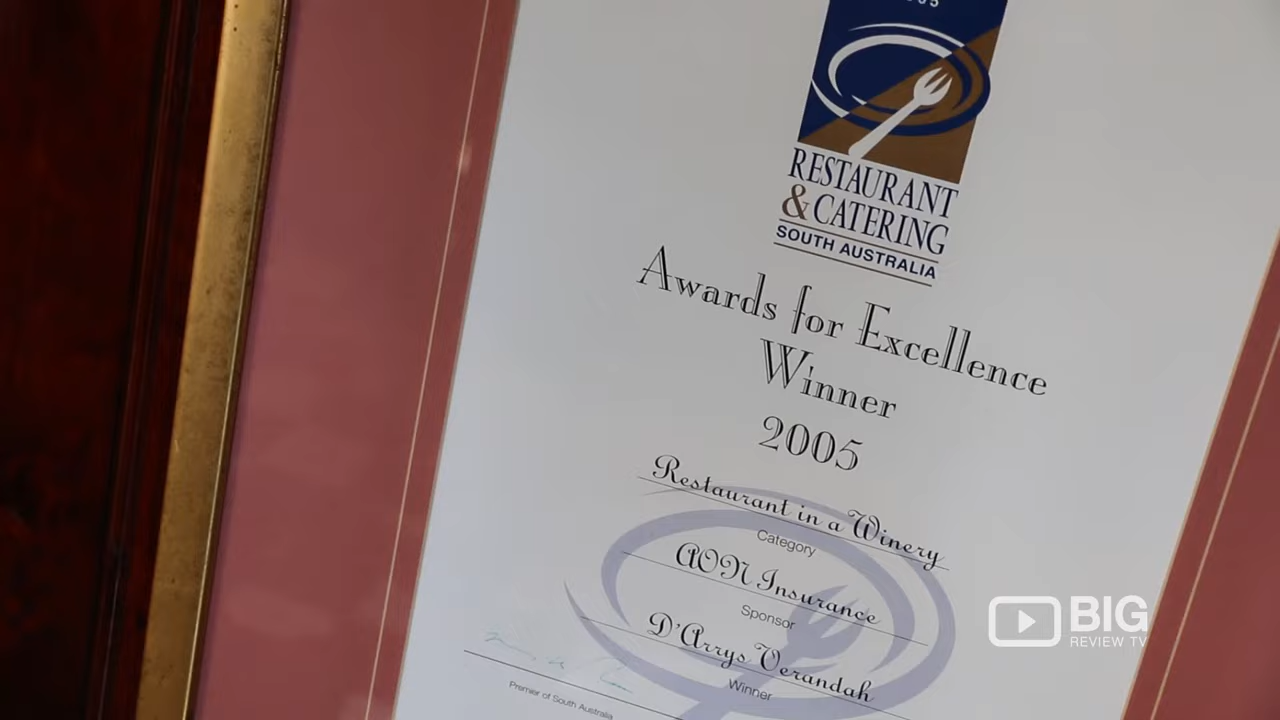 RESTAURANT
& CATERING
SOUTH AUSTRALIA
Awards for Excellence
Winner
2005
Restaurant in a Winery
Category
AON Insurance
Sponsor
D'Arrys Verandah
Winner
Premier of South Australia
BIG
REVIEW TV